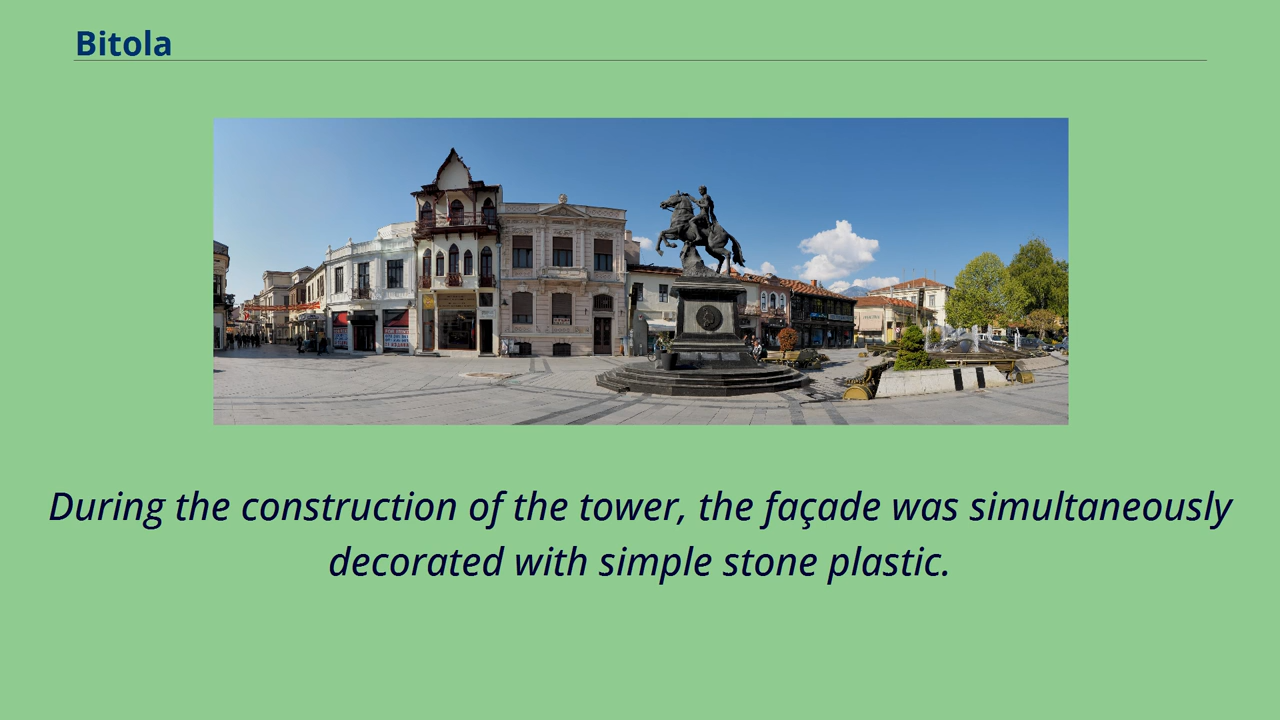 Bitola
During the construction of the tower, the façade was simultaneously
decorated with simple stone plastic.